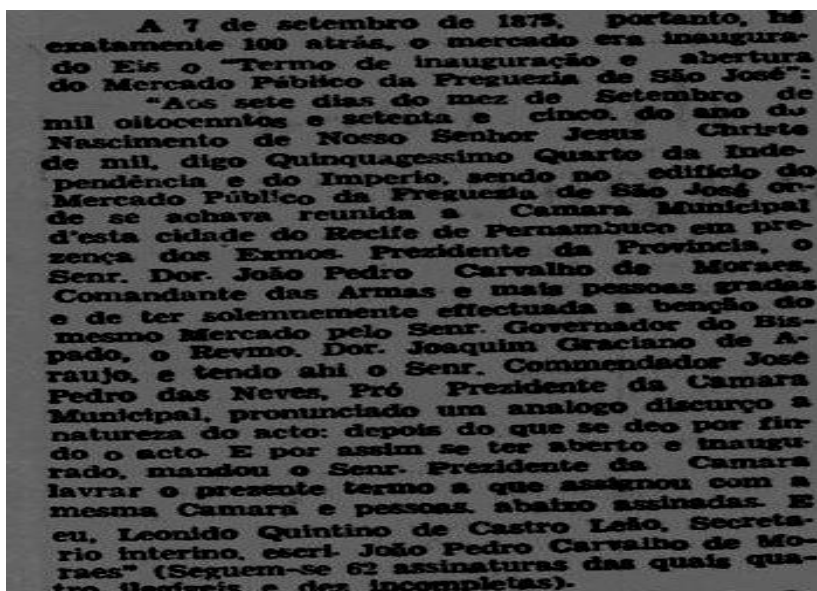 A 7 de setembro de 1875, portanto, há
exatamente 100 atrás, o mercado era inaugura-
do Eis o "Termo de inauguração e abertura
do Mercado Público da Freguezia de São José":
"Aos sete dias do mez de Setembro de
mil oitocenntos e setenta e cinco, do ano do
Nascimento de Nosso Senhor Jesus Christo
de mil, digo Quinquagessimo Quarto da Inde-
pendência e do Imperio, sendo no edifício do
Mercado Público da Freguezia de São José on-
de se achava reunida a Camara Municipal
d'esta cidade do Recife de Pernambuco em pre-
zença dos Exmos. Prezidente da Provincia, o
Senr. Dor. João Pedro Carvalho de Moraes,
Comandante das Armas e mais pessoas gradas
e de ter solemnemente effectuada a benção do
mesmo Mercado pelo Senr. Governador do Bis-
pado, o Revmo. Dor. Joaquim Graciano de A-
raujo, e tendo ahi o Senr. Commendador José
Pedro das Neves, Pró Prezidente da Camara
Municipal, pronunciado um analogo discurço a
natureza do acto: depois do que se deo por fin-
do o acto. E por assim se ter aberto e inaugu-
rado, mandou o Senr. Prezidente da Camara
lavrar o prezente termo a que assignou com a
mesma Camara e pessoas, abaixo assinadas. E
eu, Leonido Quintino de Castro Leão, Secreta-
rio interino, escri. João Pedro Carvalho de Mo-
raes" (Seguem-se 62 assinaturas das quais qua-
tro ilegíveis e dez incompletas).